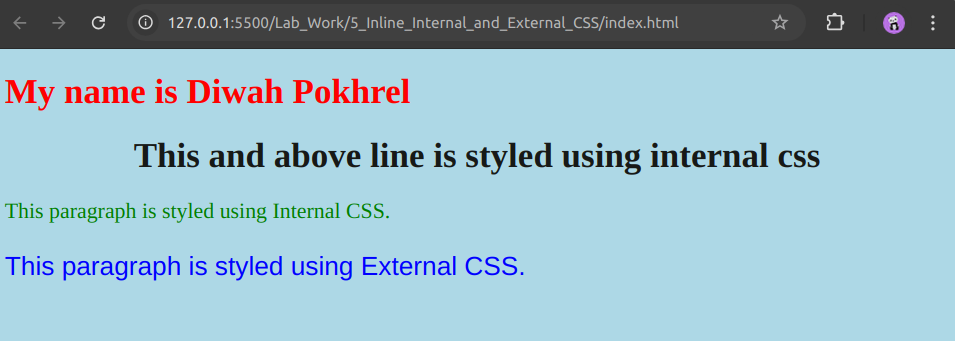 127.0.0.1:5500/Lab_Work/5_Inline_Internal_and_External_CSS/index.html
My name is Diwah Pokhrel
This and above line is styled using internal css
This paragraph is styled using Internal CSS.
This paragraph is styled using External CSS.